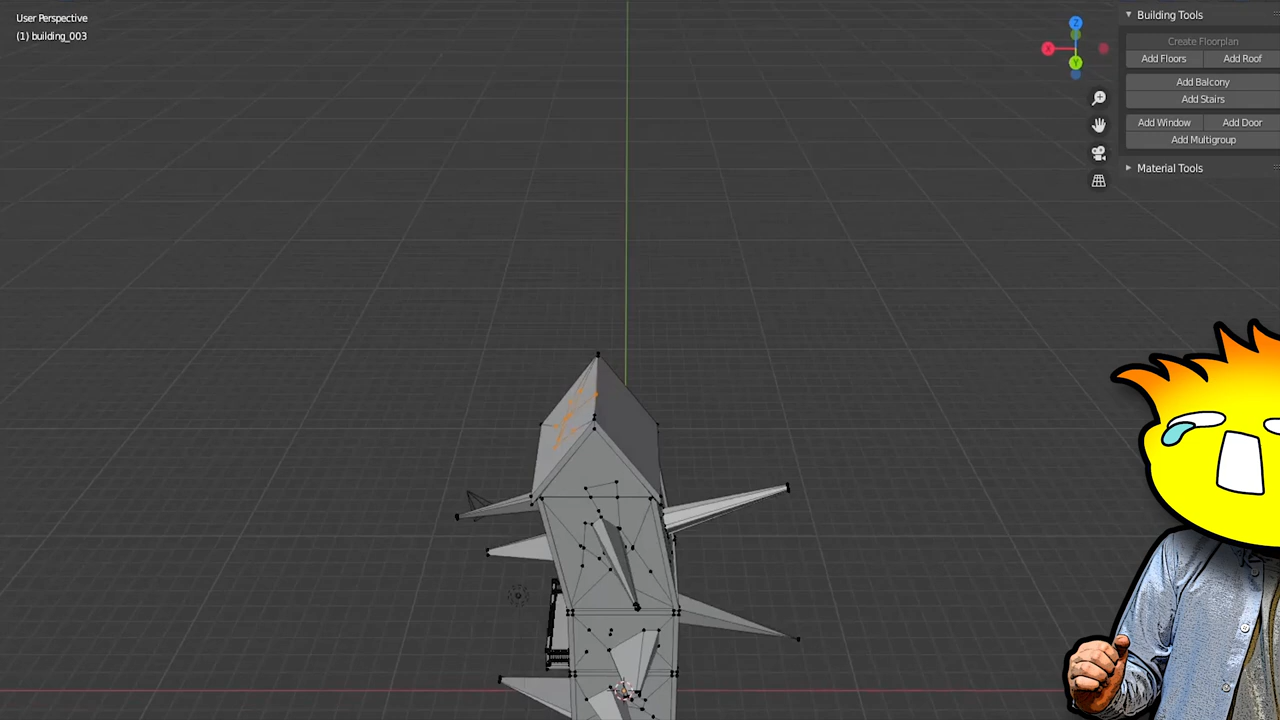 User Perspective
(1) building_003
Z
X
Y
Building Tools
Create Floorplan
Add Floors Add Roof
Add Balcony
Add Stairs
Add Window Add Door
Add Multigroup
Material Tools